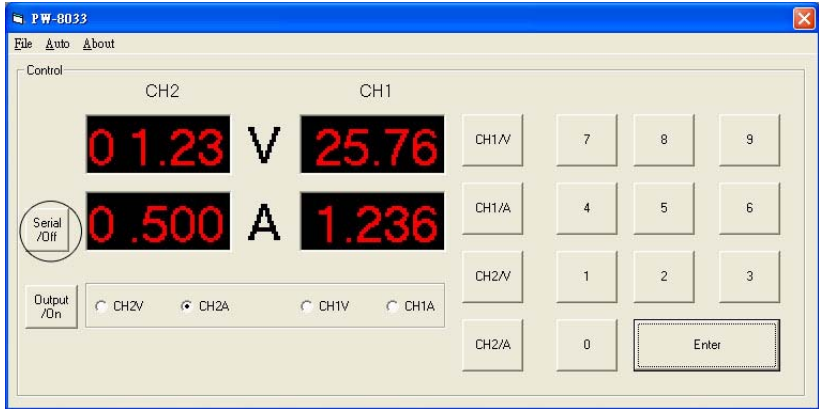 PW-8033
File Auto About
Control
CH2 CH1
01.23 V 25.76 CH1/V 7 8 9
Serial
/Off
0.500 A 1.236 CH1/A 4 5 6
CH2/V 1 2 3
Output
/On
CH2V CH2A CH1V CH1A
CH2/A 0 Enter